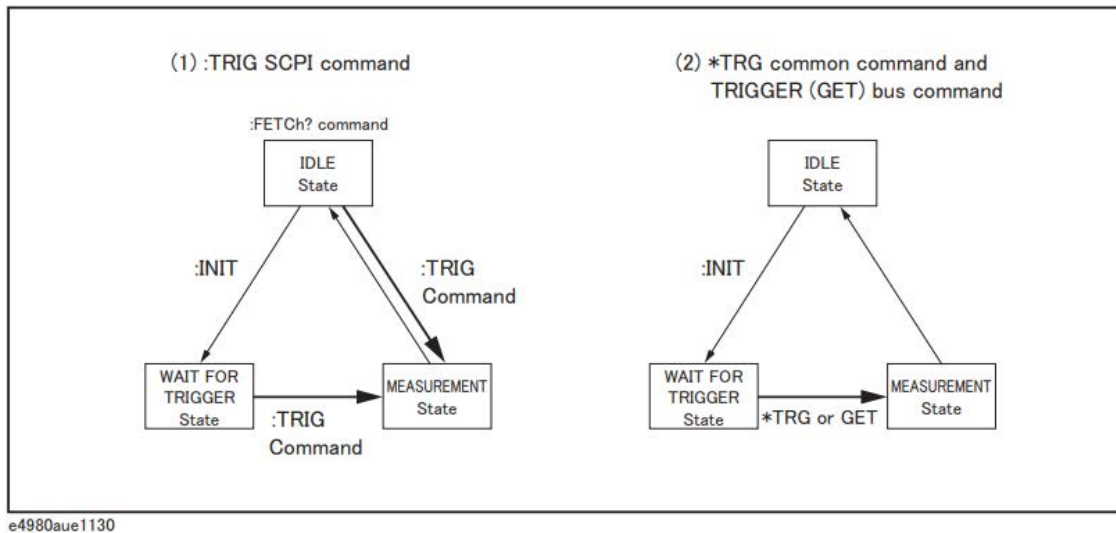 (1) :TRIG SCPI command
:FETCh? command
IDLE
State
:INIT
:TRIG
Command
WAIT FOR
TRIGGER
State
:TRIG
Command
MEASUREMENT
State
(2) *TRG common command and
TRIGGER (GET) bus command
IDLE
State
:INIT
WAIT FOR
TRIGGER
State
*TRG or GET
MEASUREMENT
State
e4980aue1130